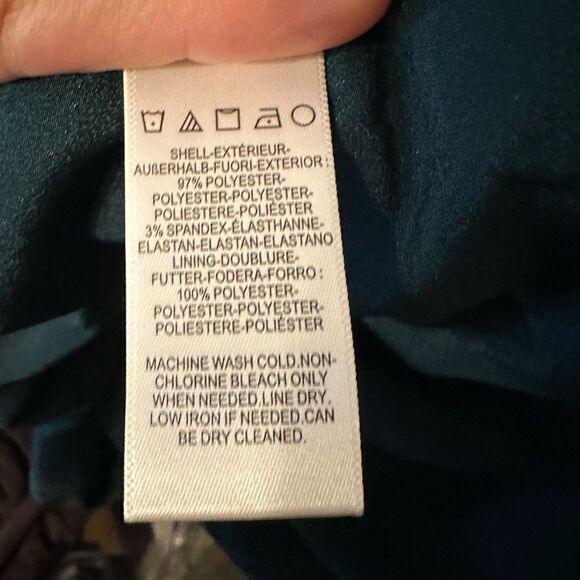 SHELL-EXTÉRIEUR-
AUßERHALB-FUORI-EXTERIOR:
97% POLYESTER-
POLYESTER-POLYESTER-
POLIESTERE-POLIÉSTER
3% SPANDEX-ÉLASTHANNE-
ELASTAN-ELASTAN-ELASTANO
LINING-DOUBLURE-
FUTTER-FODERA-FORRO:
100% POLYESTER-
POLYESTER-POLYESTER-
POLIESTERE-POLIÉSTER
MACHINE WASH COLD.NON-
CHLORINE BLEACH ONLY
WHEN NEEDED.LINE DRY.
LOW IRON IF NEEDED.CAN
BE DRY CLEANED.